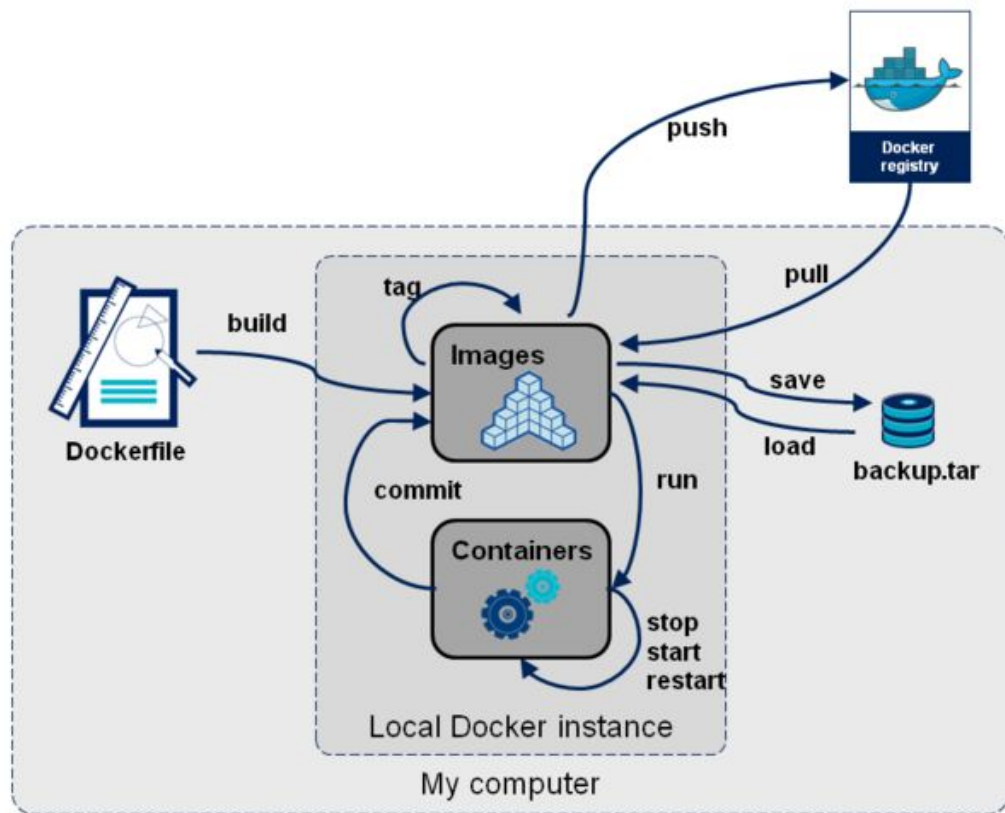 push
Docker
registry
pull
tag
build
Images
save
load
Dockerfile
backup.tar
commit
run
Containers
stop
start
restart
Local Docker instance
My computer